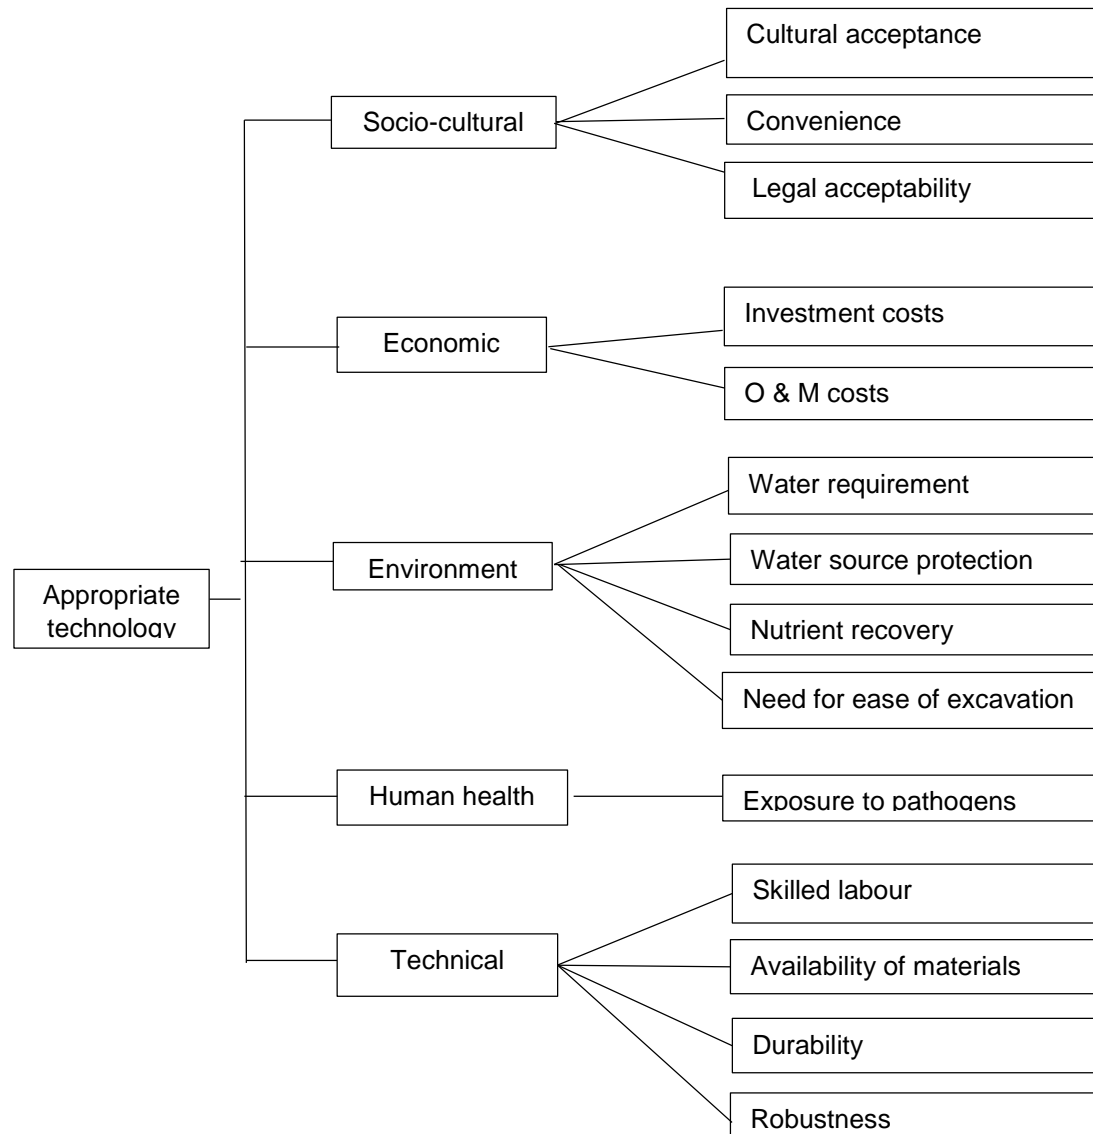 Cultural acceptance
Socio-cultural
Convenience
Legal acceptability
Investment costs
Economic
O & M costs
Water requirement
Water source protection
Environment
Appropriate
technology
Nutrient recovery
Need for ease of excavation
Human health
Exposure to pathogens
Skilled labour
Technical
Availability of materials
Durability
Robustness